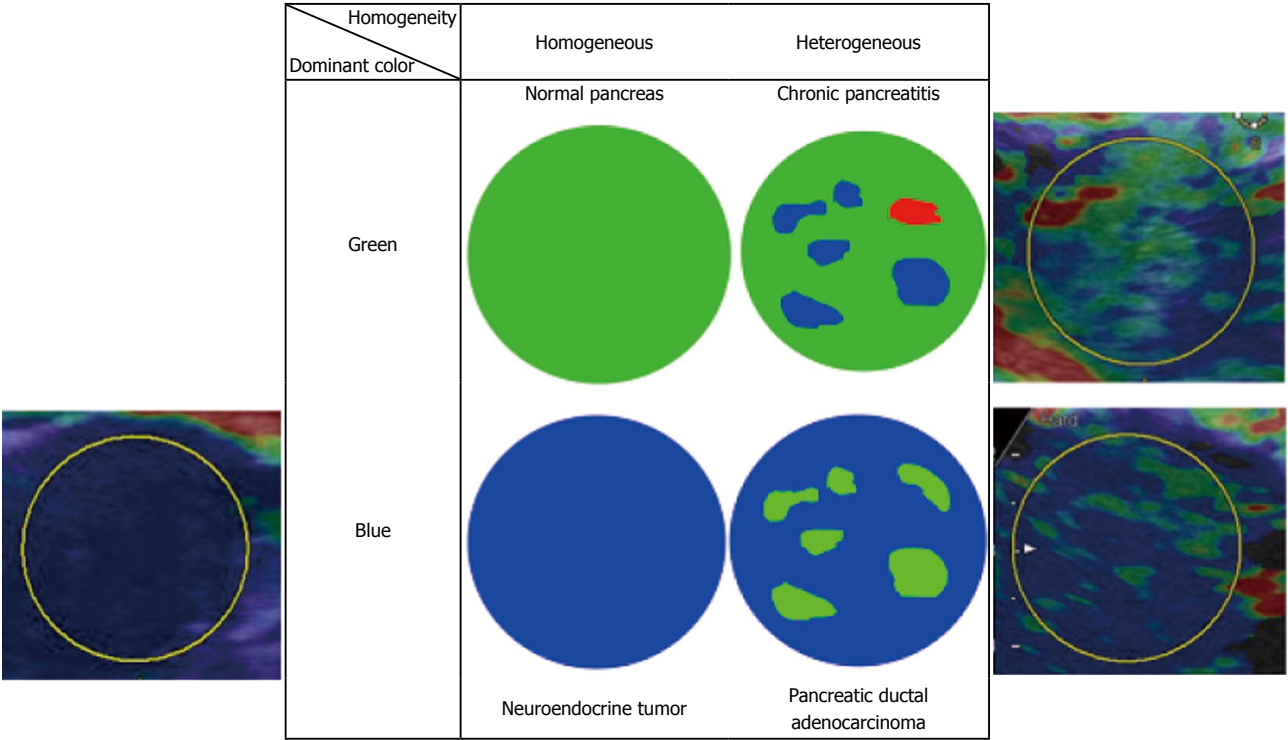 Homogeneity
Dominant color
Homogeneous
Heterogeneous
Normal pancreas
Chronic pancreatitis
Green
Blue
Neuroendocrine tumor
Pancreatic ductal
adenocarcinoma